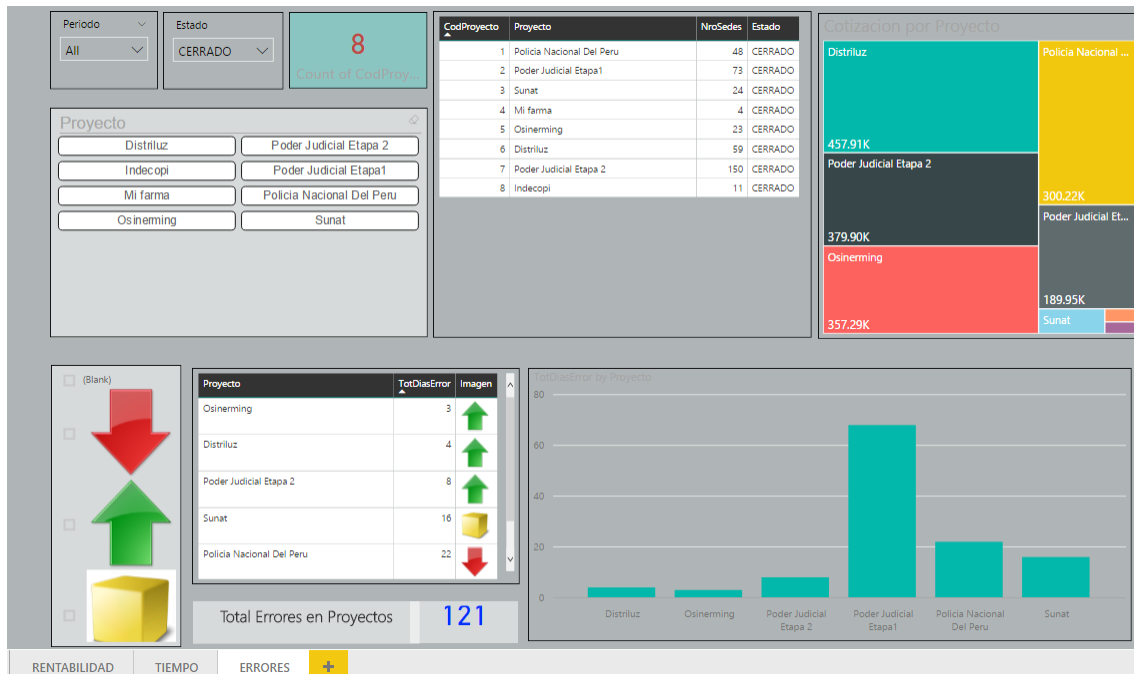 Periodo
All
Estado
CERRADO
8
Count of CodProy...
Proyecto
Distriluz
Poder Judicial Etapa 2
Indecopi
Poder Judicial Etapa1
Mi farma
Policia Nacional Del Peru
Osinerming
Sunat
CodProyecto Proyecto NroSedes Estado
1 Policia Nacional Del Peru 48 CERRADO
2 Poder Judicial Etapa1 73 CERRADO
3 Sunat 24 CERRADO
4 Mi farma 4 CERRADO
5 Osinerming 23 CERRADO
6 Distriluz 59 CERRADO
7 Poder Judicial Etapa 2 150 CERRADO
8 Indecopi 11 CERRADO
Cotizacion por Proyecto
Distriluz
457.91K
Poder Judicial Etapa 2
379.90K
Osinerming
357.29K
Policia Nacional ...
300.22K
Poder Judicial Et...
189.95K
Sunat
(Blank)
Proyecto TotDiasError Imagen
Osinerming 3
Distriluz 4
Poder Judicial Etapa 2 8
Sunat 16
Policia Nacional Del Peru 22
Total Errores en Proyectos 121
TotDiasError by Proyecto
80
60
40
20
0
Distriluz
Osinerming
Poder Judicial
Etapa 2
Poder Judicial
Etapa1
Policia Nacional
Del Peru
Sunat
RENTABILIDAD TIEMPO ERRORES +